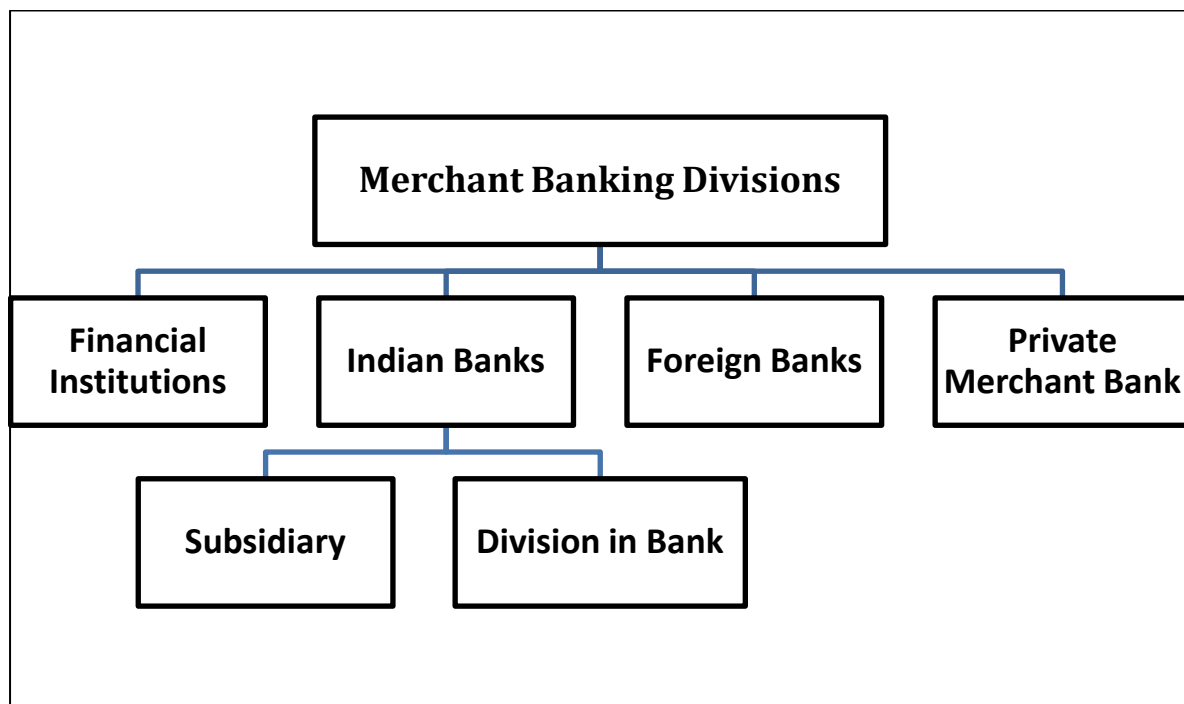 Merchant Banking Divisions
Financial
Institutions
Indian Banks
Foreign Banks
Private
Merchant Bank
Subsidiary
Division in Bank